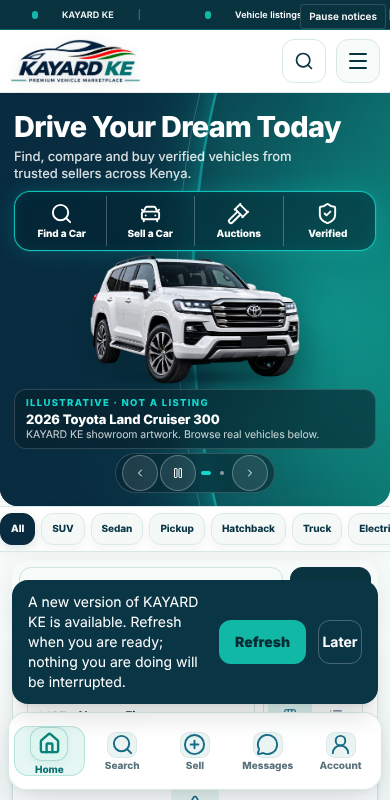 KAYARD KE
Vehicle listings
Pause notices
KAYARD KE
PREMIUM VEHICLE MARKETPLACE
Drive Your Dream Today
Find, compare and buy verified vehicles from
trusted sellers across Kenya.
Find a Car
Sell a Car
Auctions
Verified
ILLUSTRATIVE · NOT A LISTING
2026 Toyota Land Cruiser 300
KAYARD KE showroom artwork. Browse real vehicles below.
All
SUV
Sedan
Pickup
Hatchback
Truck
Electri
A new version of KAYARD
KE is available. Refresh
when you are ready;
nothing you are doing will
be interrupted.
Refresh
Later
Home
Search
Sell
Messages
Account